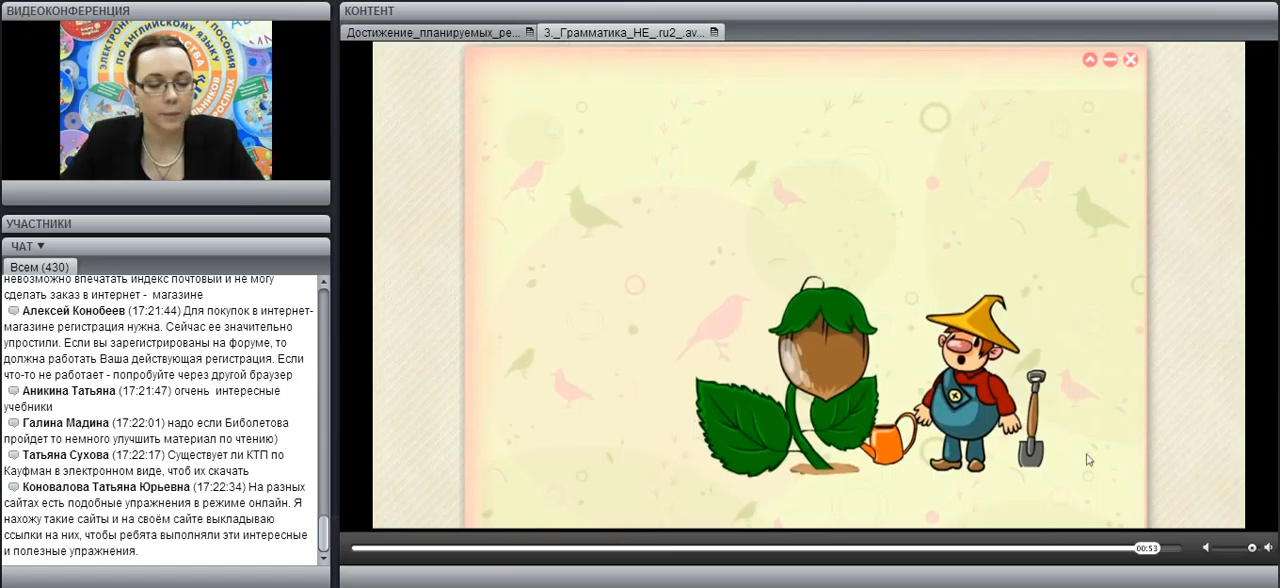 ВИДЕОКОНФЕРЕНЦИЯ
ЭЛЕКТРОННЫЕ ПОСОБИЯ
ПО АНГЛИЙСКОМУ ЯЗЫКУ
УЧАСТНИКИ
ЧАТ ▼
Всем (430)
невозможно впечатать индекс почтовый и не могу
сделать заказ в интернет - магазине
Алексей Конобеев (17:21:44) Для покупок в интернет-
магазине регистрация нужна. Сейчас ее значительно
упростили. Если вы зарегистрированы на форуме, то
должна работать Ваша действующая регистрация. Если
что-то не работает - попробуйте через другой браузер
Аникина Татьяна (17:21:47) огчень интересные
учебники
Галина Мадина (17:22:01) надо если Биболетова
пройдет то немного улучшить материал по чтению)
Татьяна Сухова (17:22:17) Существует ли КТП по
Кауфман в электронном виде, чтоб их скачать
Коновалова Татьяна Юрьевна (17:22:34) На разных
сайтах есть подобные упражнения в режиме онлайн. Я
нахожу такие сайты и на своём сайте выкладываю
ссылки на них, чтобы ребята выполняли эти интересные
и полезные упражнения.
КОНТЕНТ
Достижение_планируемых_ре...
3._Грамматика_НЕ_.ru2_.av...
00:53